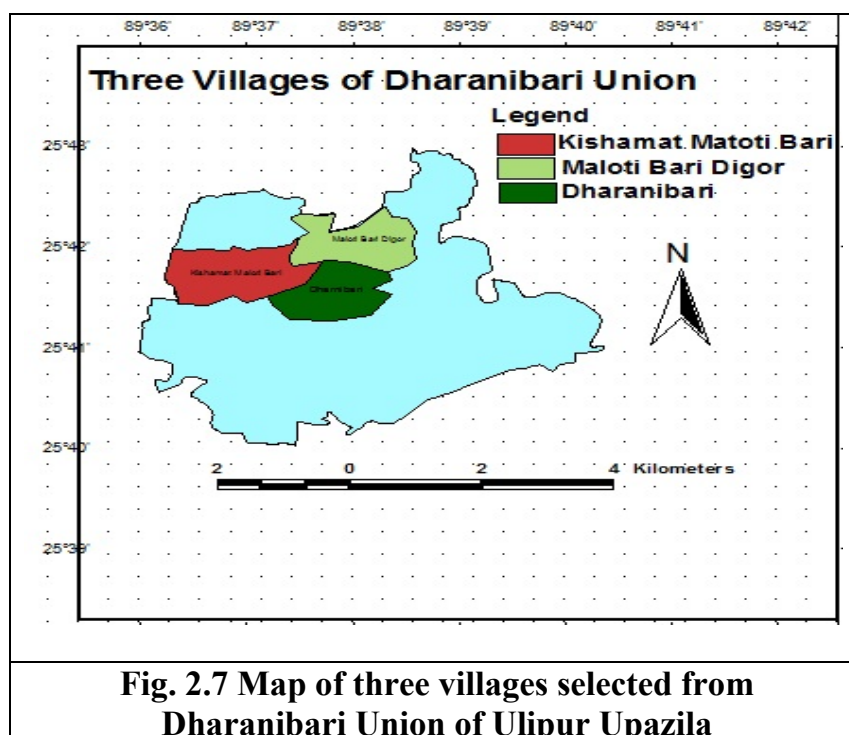 89°36' 89°37' 89°38' 89°39' 89°40' 89°41' 89°42'
Three Villages of Dharanibari Union
Legend
Kishamat Matoti Bari
Maloti Bari Digor
Dharanibari
25°43'
25°42'
25°41'
25°40'
25°39'
Maloti Bari Digor
Kishamar Maloti Bari
Dharnibari
N
2 0 2 4 Kilometers
Fig. 2.7 Map of three villages selected from
Dharanibari Union of Ulipur Upazila